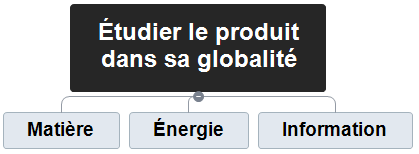 Étudier le produit
dans sa globalité
Matière
Énergie
Information